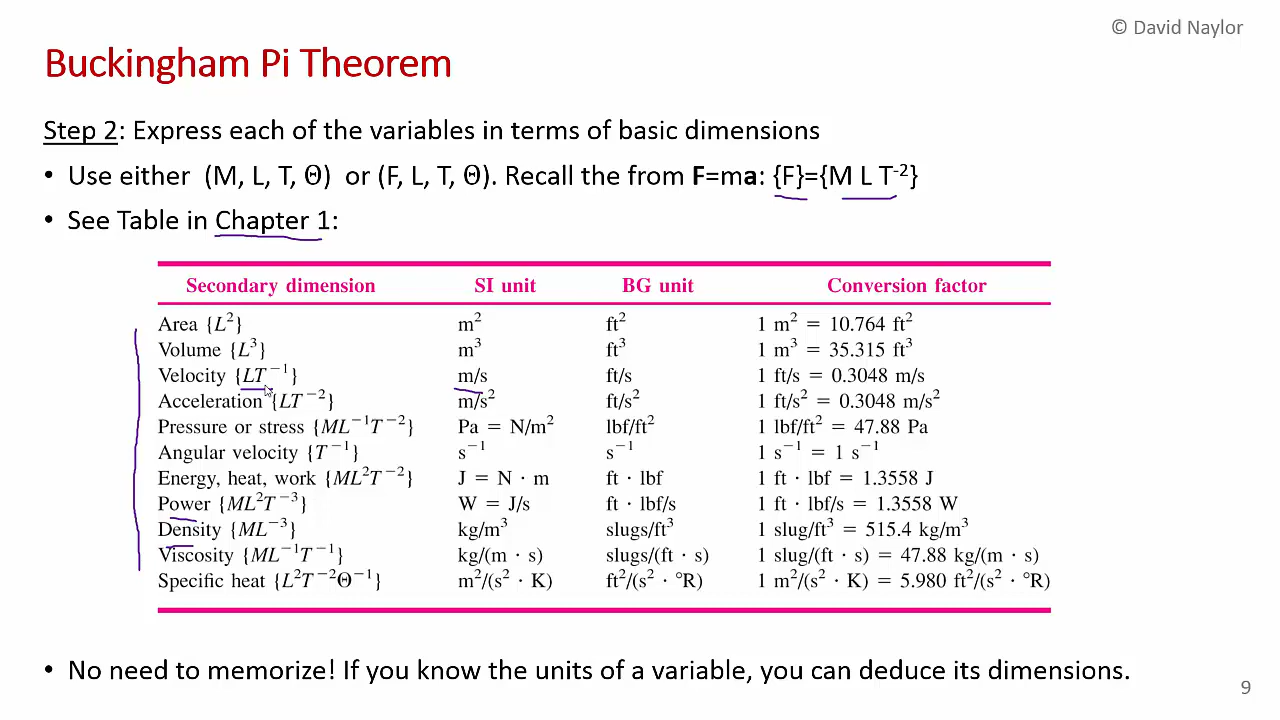 © David Naylor
Buckingham Pi Theorem
Step 2: Express each of the variables in terms of basic dimensions
• Use either (M, L, T, Θ) or (F, L, T, Θ). Recall the from F=ma: {F}={M L T⁻²}
• See Table in Chapter 1:
Secondary dimension SI unit BG unit Conversion factor
Area {L²} m² ft² 1 m² = 10.764 ft²
Volume {L³} m³ ft³ 1 m³ = 35.315 ft³
Velocity {LT⁻¹} m/s ft/s 1 ft/s = 0.3048 m/s
Acceleration {LT⁻²} m/s² ft/s² 1 ft/s² = 0.3048 m/s²
Pressure or stress {ML⁻¹T⁻²} Pa = N/m² lbf/ft² 1 lbf/ft² = 47.88 Pa
Angular velocity {T⁻¹} s⁻¹ s⁻¹ 1 s⁻¹ = 1 s⁻¹
Energy, heat, work {ML²T⁻²} J = N · m ft · lbf 1 ft · lbf = 1.3558 J
Power {ML²T⁻³} W = J/s ft · lbf/s 1 ft · lbf/s = 1.3558 W
Density {ML⁻³} kg/m³ slugs/ft³ 1 slug/ft³ = 515.4 kg/m³
Viscosity {ML⁻¹T⁻¹} kg/(m · s) slugs/(ft · s) 1 slug/(ft · s) = 47.88 kg/(m · s)
Specific heat {L²T⁻²Θ⁻¹} m²/(s² · K) ft²/(s² · °R) 1 m²/(s² · K) = 5.980 ft²/(s² · °R)
• No need to memorize! If you know the units of a variable, you can deduce its dimensions.
9